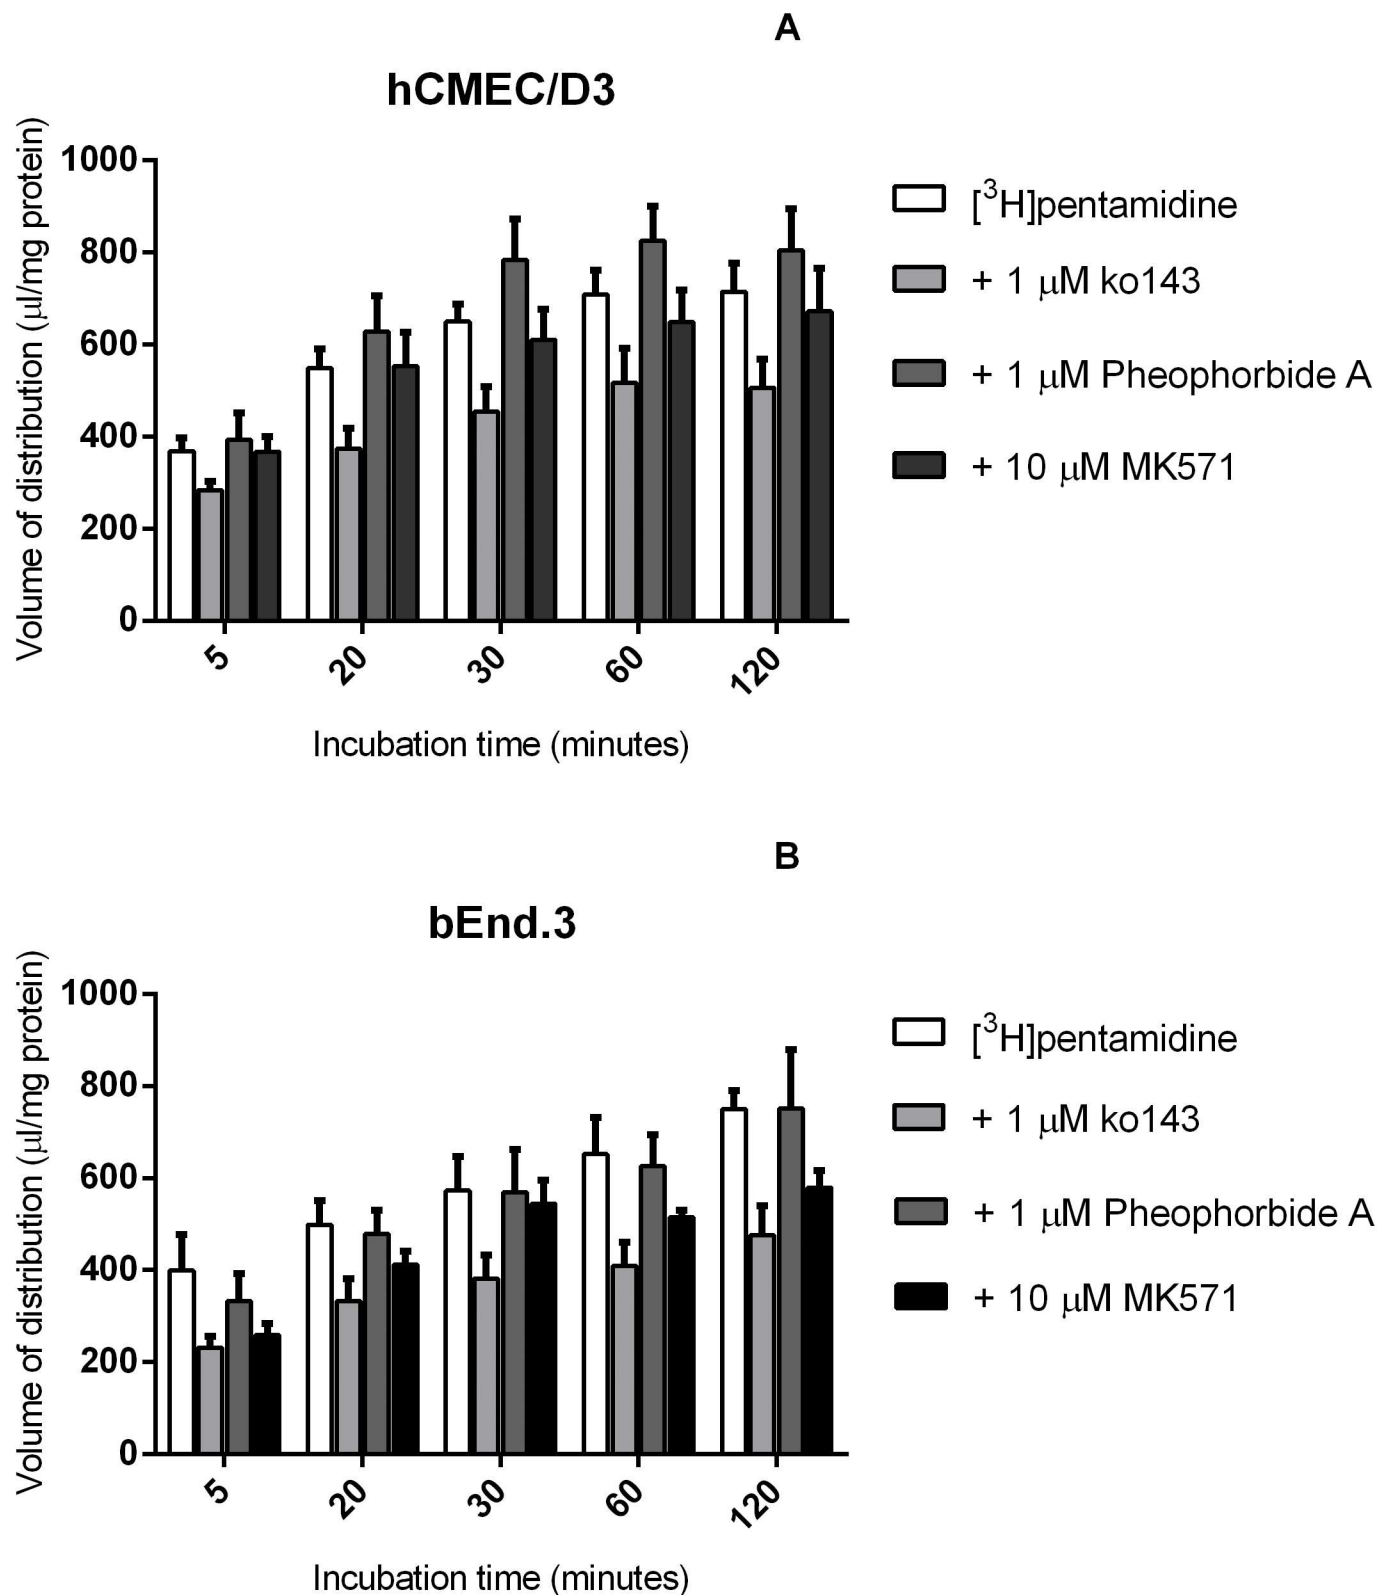 A
hCMEC/D3
Volume of distribution (µl/mg protein)
1000
800
600
400
200
0
5
20
30
60
120
Incubation time (minutes)
[³H]pentamidine
+ 1 µM ko143
+ 1 µM Pheophorbide A
+ 10 µM MK571
B
bEnd.3
Volume of distribution (µl/mg protein)
1000
800
600
400
200
0
5
20
30
60
120
Incubation time (minutes)
[³H]pentamidine
+ 1 µM ko143
+ 1 µM Pheophorbide A
+ 10 µM MK571